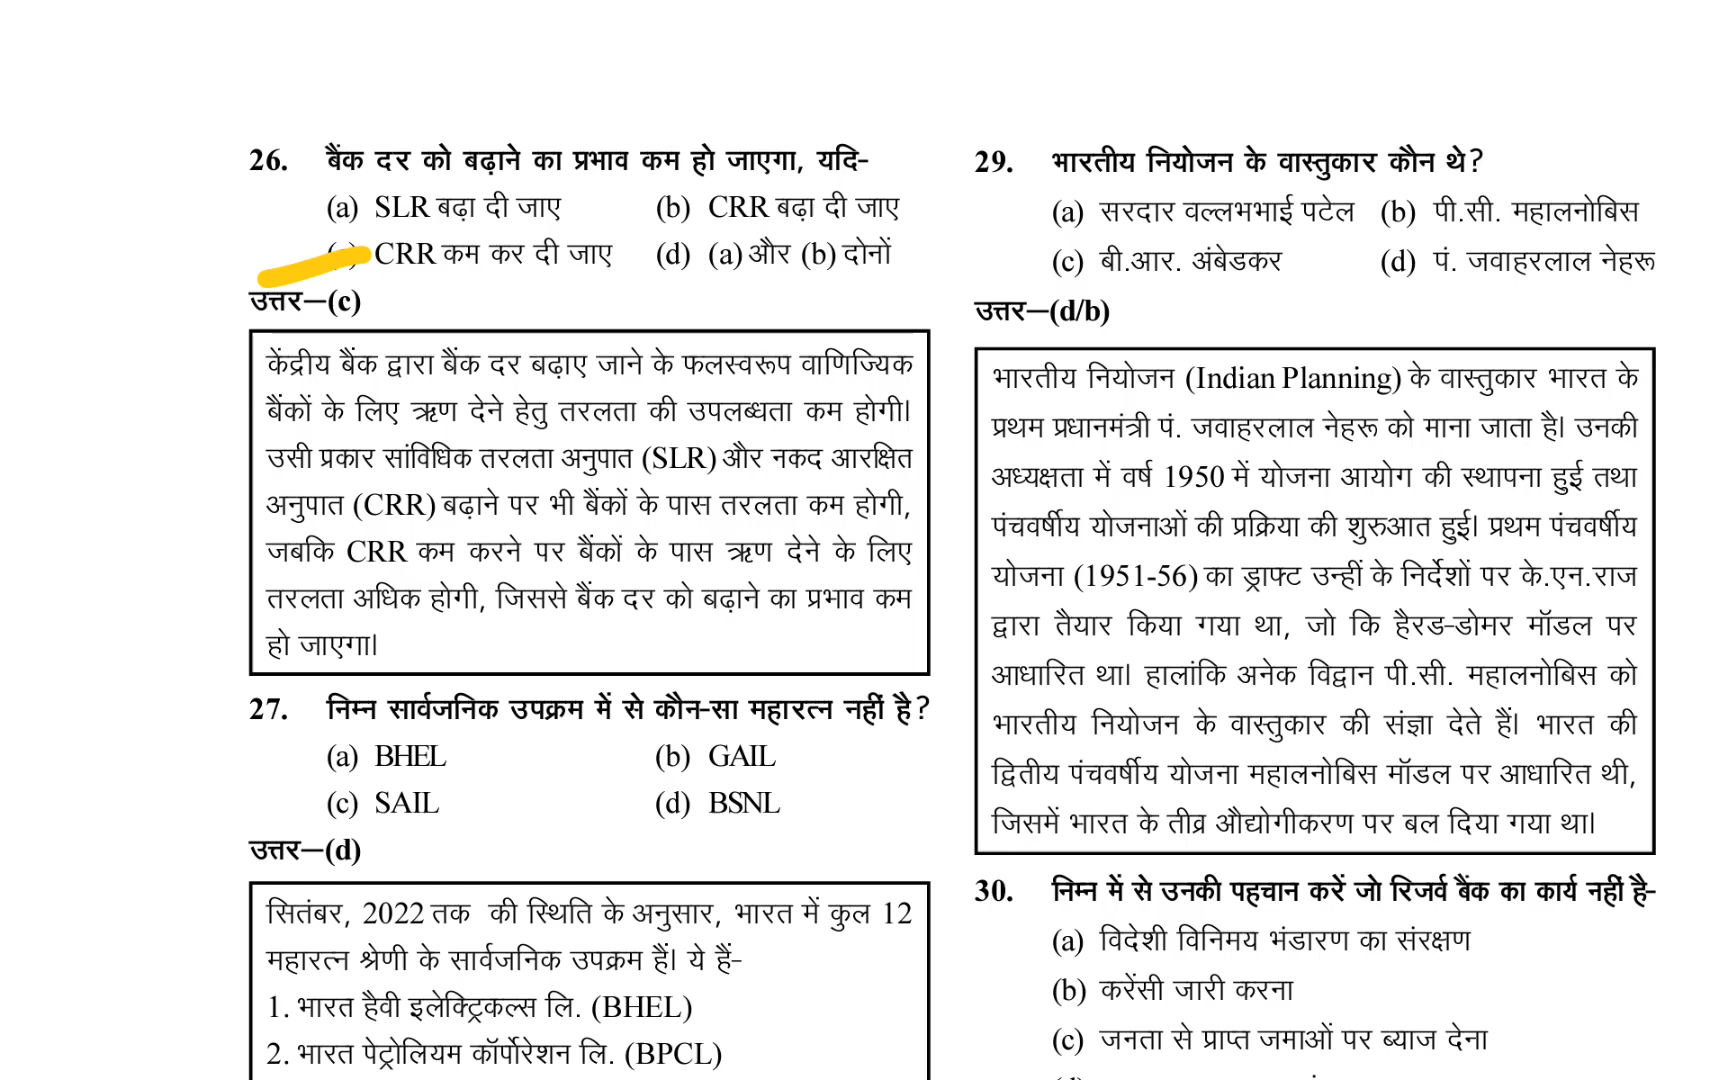 26. बैंक दर को बढ़ाने का प्रभाव कम हो जाएगा, यदि-
(a) SLR बढ़ा दी जाए (b) CRR बढ़ा दी जाए
CRR कम कर दी जाए (d) (a) और (b) दोनों
उत्तर—(c)
केंद्रीय बैंक द्वारा बैंक दर बढ़ाए जाने के फलस्वरूप वाणिज्यिक
बैंकों के लिए ऋण देने हेतु तरलता की उपलब्धता कम होगी।
उसी प्रकार सांविधिक तरलता अनुपात (SLR) और नकद आरक्षित
अनुपात (CRR) बढ़ाने पर भी बैंकों के पास तरलता कम होगी,
जबकि CRR कम करने पर बैंकों के पास ऋण देने के लिए
तरलता अधिक होगी, जिससे बैंक दर को बढ़ाने का प्रभाव कम
हो जाएगा।
27. निम्न सार्वजनिक उपक्रम में से कौन-सा महारत्न नहीं है?
(a) BHEL (b) GAIL
(c) SAIL (d) BSNL
उत्तर—(d)
सितंबर, 2022 तक की स्थिति के अनुसार, भारत में कुल 12
महारत्न श्रेणी के सार्वजनिक उपक्रम हैं। ये हैं-
1. भारत हैवी इलेक्ट्रिकल्स लि. (BHEL)
2. भारत पेट्रोलियम कॉर्पोरेशन लि. (BPCL)
29. भारतीय नियोजन के वास्तुकार कौन थे?
(a) सरदार वल्लभभाई पटेल (b) पी.सी. महालनोबिस
(c) बी.आर. अंबेडकर (d) पं. जवाहरलाल नेहरू
उत्तर—(d/b)
भारतीय नियोजन (Indian Planning) के वास्तुकार भारत के
प्रथम प्रधानमंत्री पं. जवाहरलाल नेहरू को माना जाता है। उनकी
अध्यक्षता में वर्ष 1950 में योजना आयोग की स्थापना हुई तथा
पंचवर्षीय योजनाओं की प्रक्रिया की शुरुआत हुई। प्रथम पंचवर्षीय
योजना (1951-56) का ड्राफ्ट उन्हीं के निर्देशों पर के.एन.राज
द्वारा तैयार किया गया था, जो कि हैरड-डोमर मॉडल पर
आधारित था। हालांकि अनेक विद्वान पी.सी. महालनोबिस को
भारतीय नियोजन के वास्तुकार की संज्ञा देते हैं। भारत की
द्वितीय पंचवर्षीय योजना महालनोबिस मॉडल पर आधारित थी,
जिसमें भारत के तीव्र औद्योगीकरण पर बल दिया गया था।
30. निम्न में से उनकी पहचान करें जो रिजर्व बैंक का कार्य नहीं है-
(a) विदेशी विनिमय भंडारण का संरक्षण
(b) करेंसी जारी करना
(c) जनता से प्राप्त जमाओं पर ब्याज देना